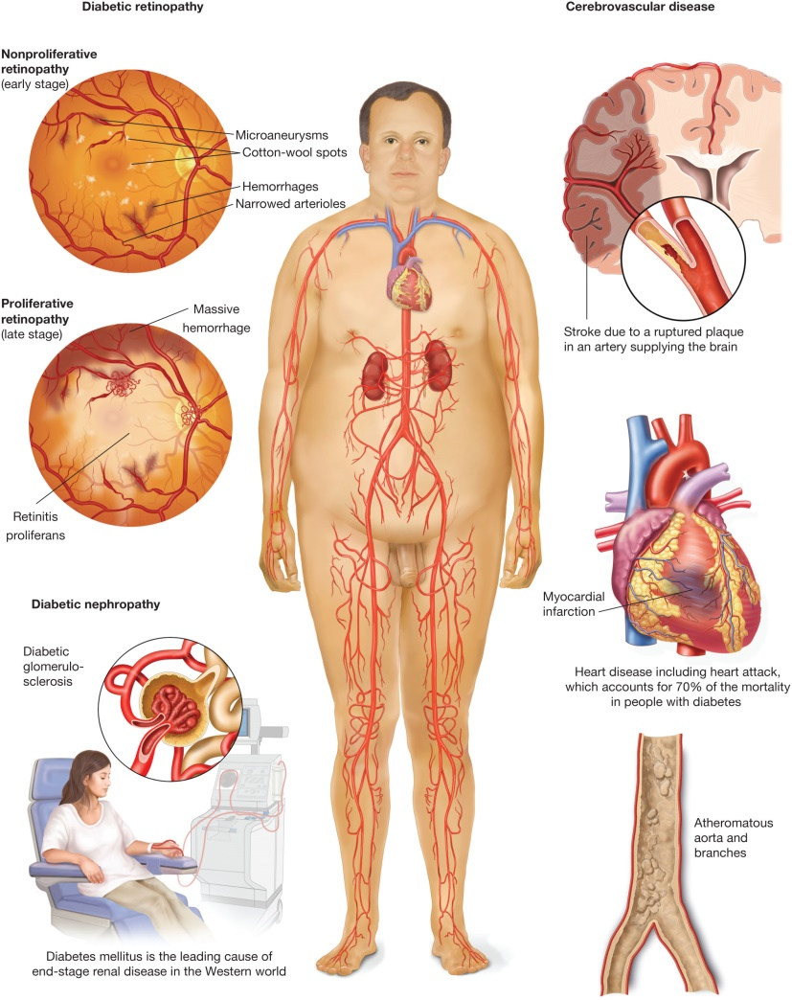 Diabetic retinopathy
Nonproliferative
retinopathy
(early stage)
Microaneurysms
Cotton-wool spots
Hemorrhages
Narrowed arterioles
Proliferative
retinopathy
(late stage)
Massive
hemorrhage
Retinitis
proliferans
Diabetic nephropathy
Diabetic
glomerulo-
sclerosis
Diabetes mellitus is the leading cause of
end-stage renal disease in the Western world
Cerebrovascular disease
Stroke due to a ruptured plaque
in an artery supplying the brain
Myocardial
infarction
Heart disease including heart attack,
which accounts for 70% of the mortality
in people with diabetes
Atheromatous
aorta and
branches